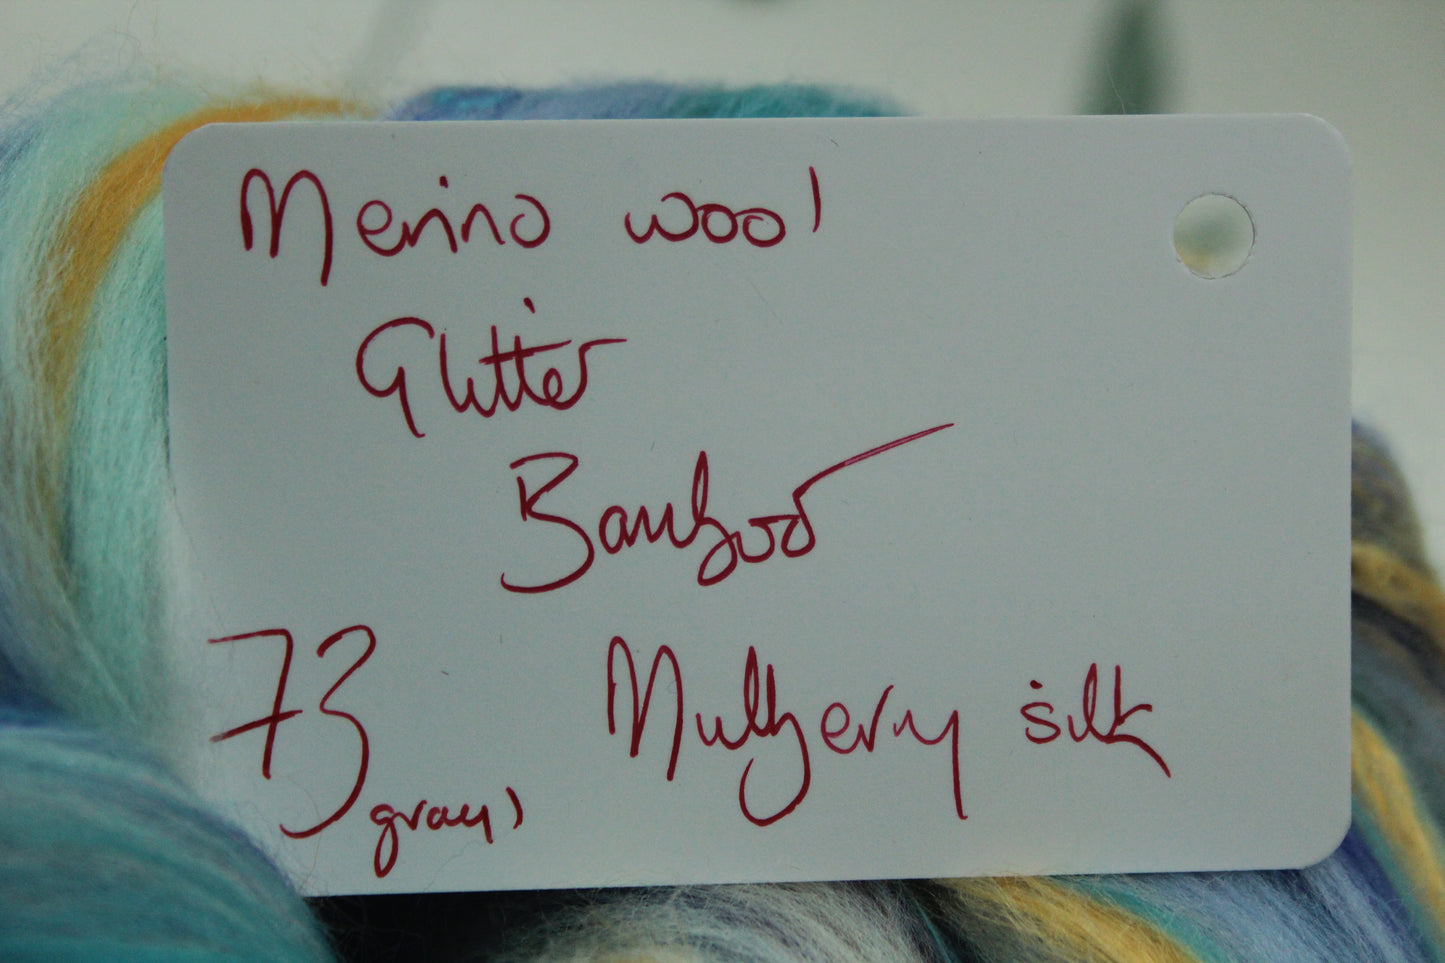 Merino wool
Glitter
Bamboo
Mulberry silk
73 grams